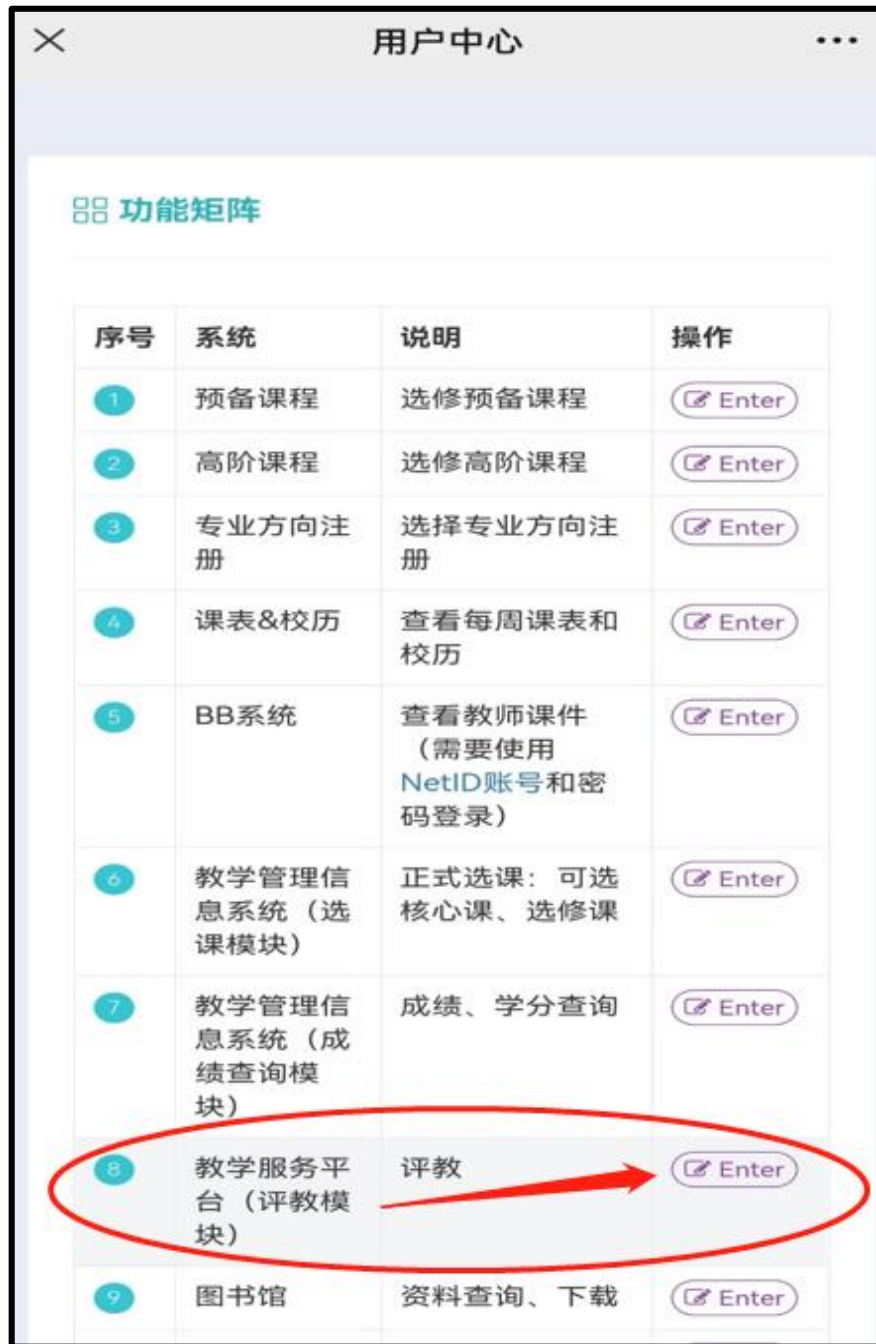 用户中心
功能矩阵
序号 系统 说明 操作
1 预备课程 选修预备课程 Enter
2 高阶课程 选修高阶课程 Enter
3 专业方向注 选择专业方向注 Enter
册 册
4 课表&校历 查看每周课表和 Enter
校历
5 BB系统 查看教师课件 Enter
（需要使用
NetID账号和密
码登录）
6 教学管理信 正式选课：可选 Enter
息系统（选 核心课、选修课
课模块）
7 教学管理信 成绩、学分查询 Enter
息系统（成
绩查询模
块）
8 教学服务平 评教 Enter
台（评教模
块）
9 图书馆 资料查询、下载 Enter